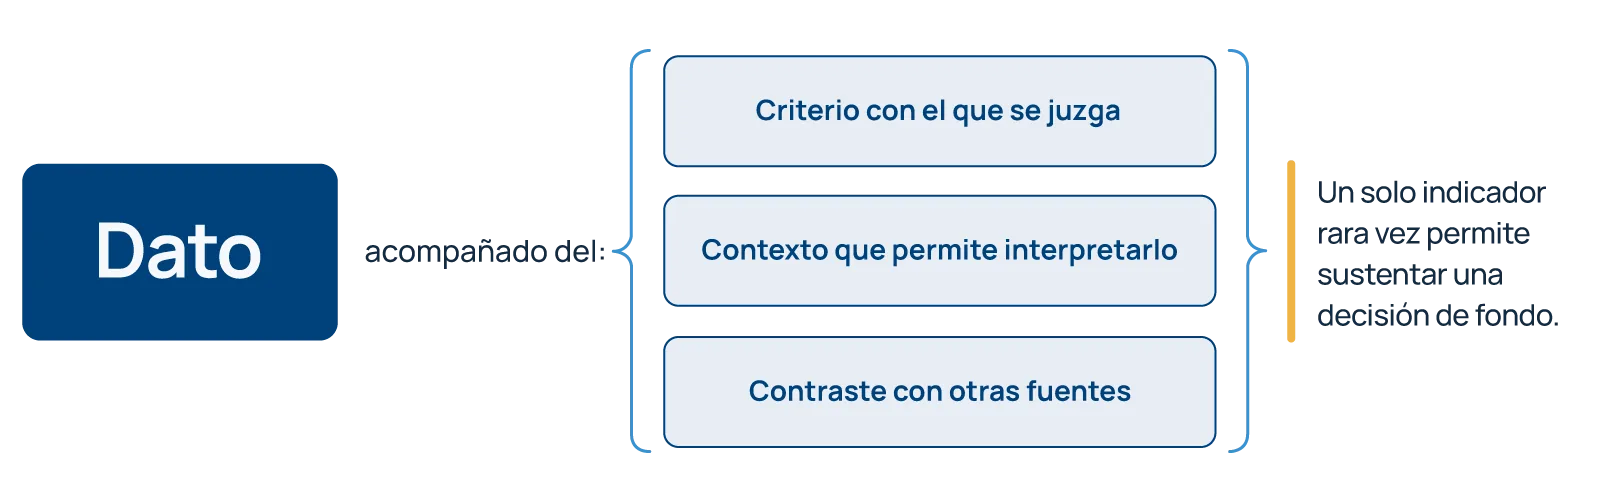 Dato
acompañado del:
Criterio con el que se juzga
Contexto que permite interpretarlo
Contraste con otras fuentes
Un solo indicador
rara vez permite
sustentar una
decisión de fondo.